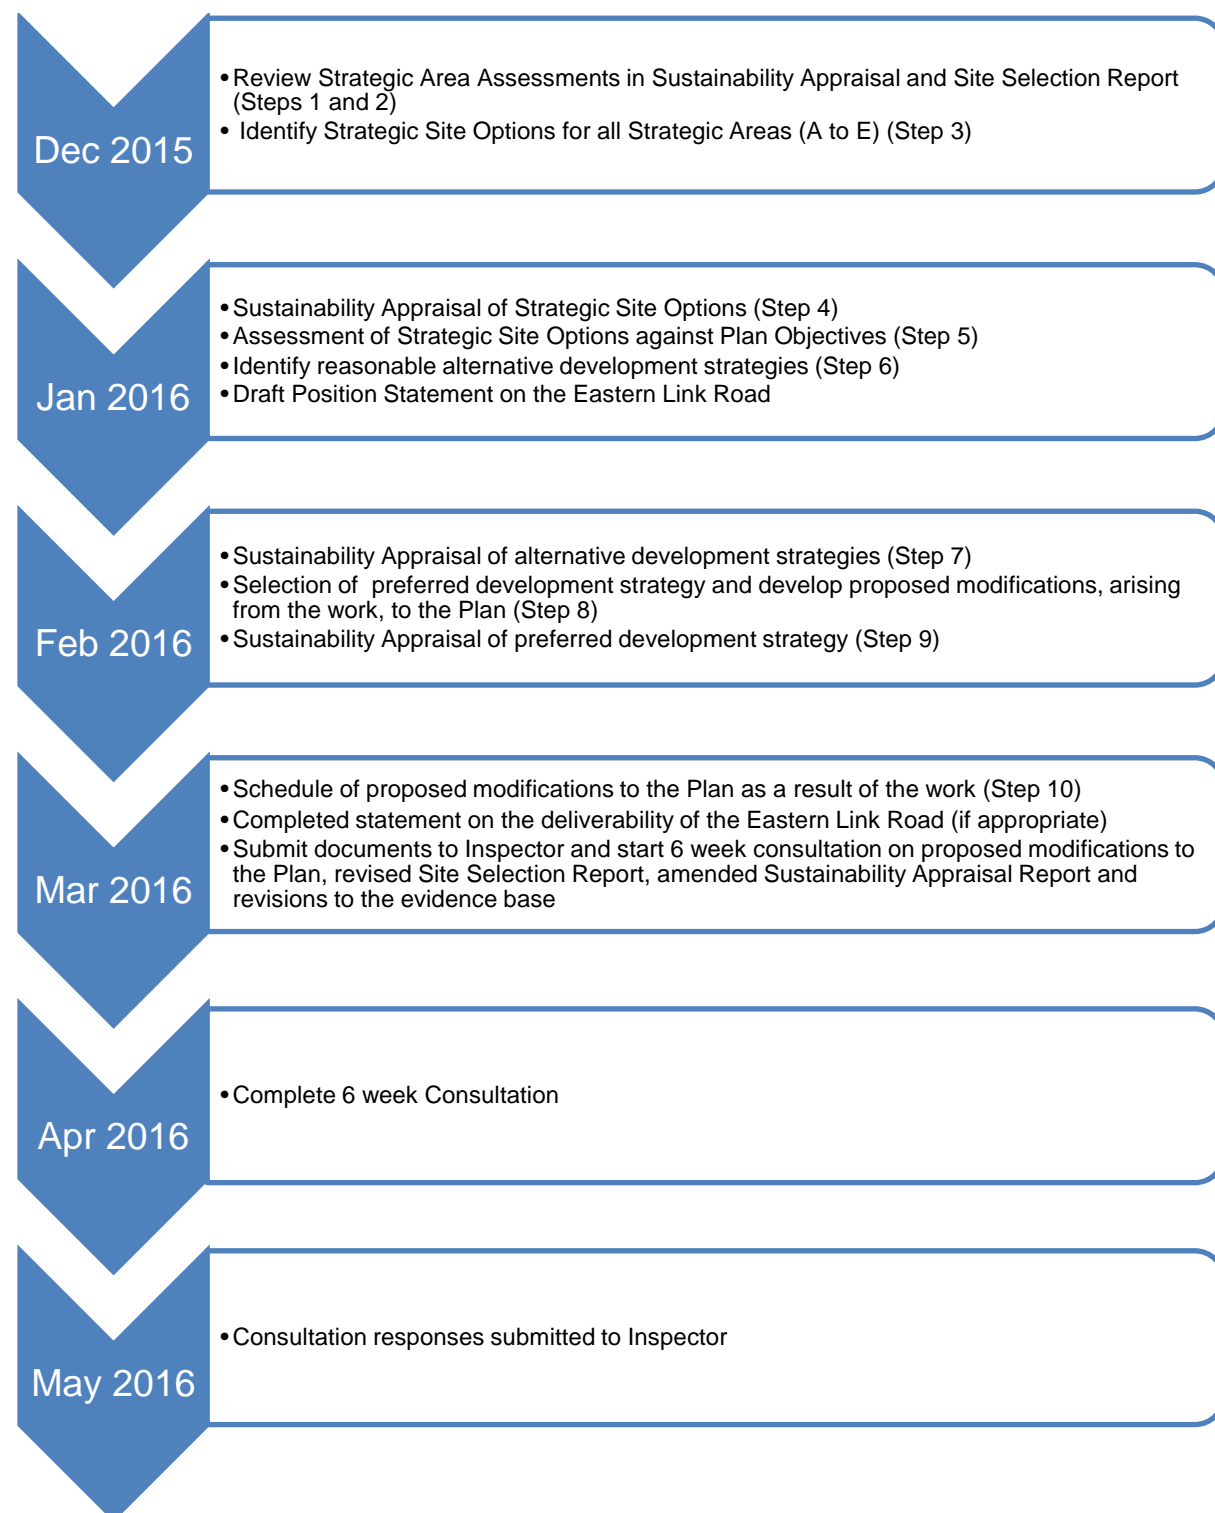 Dec 2015
•Review Strategic Area Assessments in Sustainability Appraisal and Site Selection Report
(Steps 1 and 2)
• Identify Strategic Site Options for all Strategic Areas (A to E) (Step 3)
Jan 2016
•Sustainability Appraisal of Strategic Site Options (Step 4)
•Assessment of Strategic Site Options against Plan Objectives (Step 5)
•Identify reasonable alternative development strategies (Step 6)
•Draft Position Statement on the Eastern Link Road
Feb 2016
•Sustainability Appraisal of alternative development strategies (Step 7)
•Selection of preferred development strategy and develop proposed modifications, arising
from the work, to the Plan (Step 8)
•Sustainability Appraisal of preferred development strategy (Step 9)
Mar 2016
•Schedule of proposed modifications to the Plan as a result of the work (Step 10)
•Completed statement on the deliverability of the Eastern Link Road (if appropriate)
•Submit documents to Inspector and start 6 week consultation on proposed modifications to
the Plan, revised Site Selection Report, amended Sustainability Appraisal Report and
revisions to the evidence base
Apr 2016
•Complete 6 week Consultation
May 2016
•Consultation responses submitted to Inspector